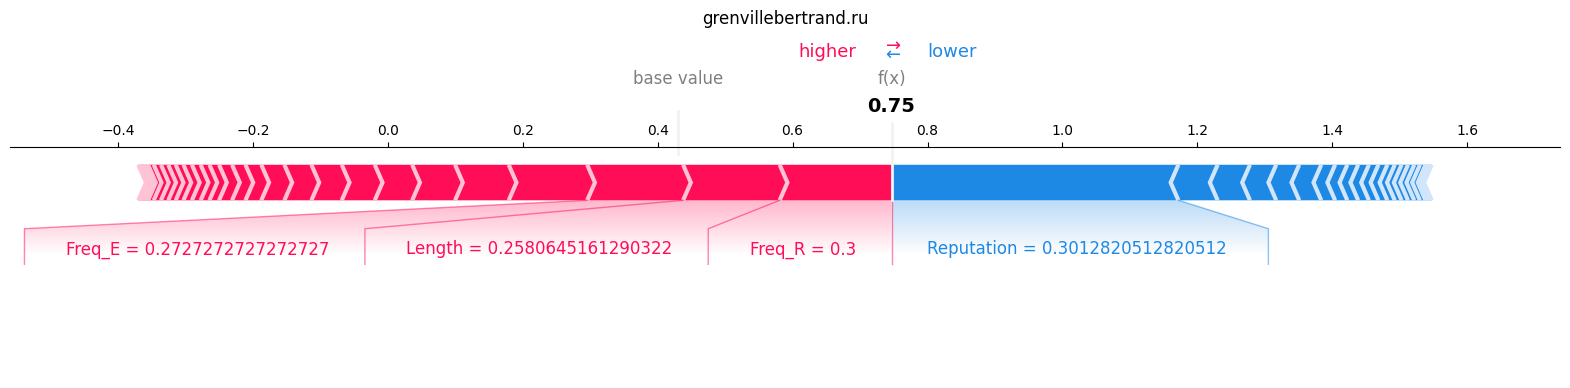 grenvillebertrand.ru
higher ⇄ lower
base value f(x)
0.75
−0.4 −0.2 0.0 0.2 0.4 0.6 0.8 1.0 1.2 1.4 1.6
Freq_E = 0.2727272727272727 Length = 0.2580645161290322 Freq_R = 0.3 Reputation = 0.3012820512820512